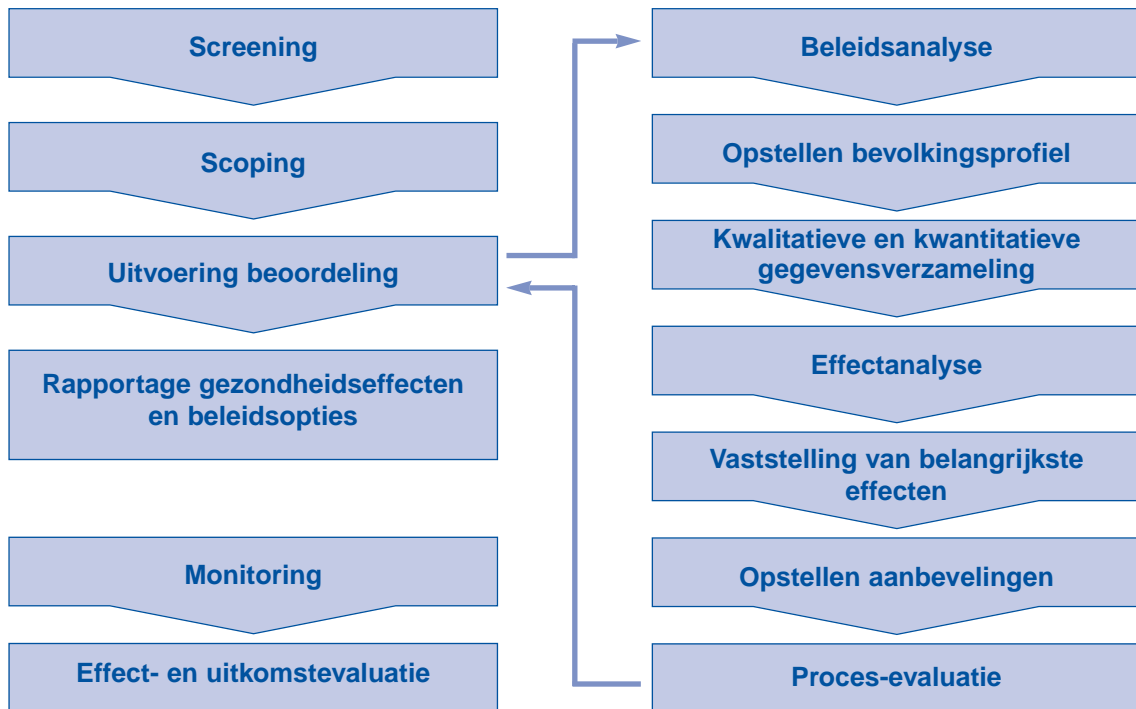 Screening
Scoping
Uitvoering beoordeling
Rapportage gezondheidseffecten
en beleidsopties
Monitoring
Effect- en uitkomstevaluatie
Beleidsanalyse
Opstellen bevolkingsprofiel
Kwalitatieve en kwantitatieve
gegevensverzameling
Effectanalyse
Vaststelling van belangrijkste
effecten
Opstellen aanbevelingen
Proces-evaluatie